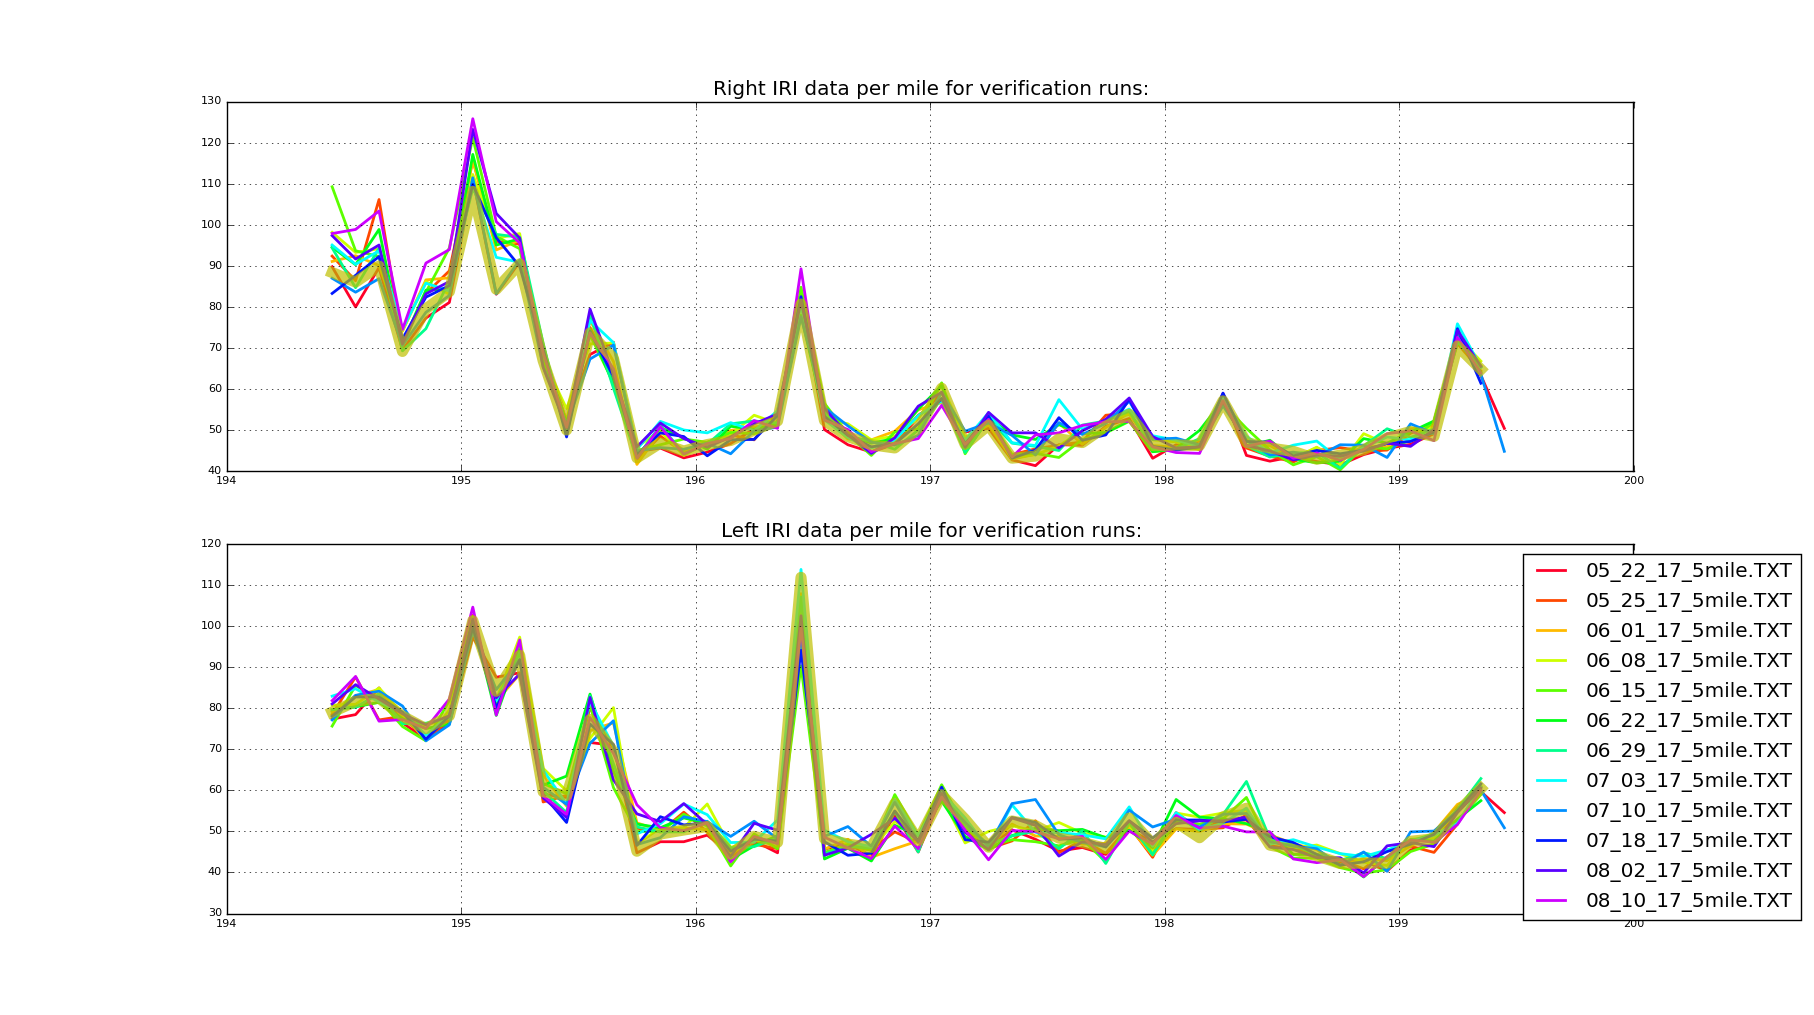 Right IRI data per mile for verification runs:
130
120
110
100
90
80
70
60
50
40
194 195 196 197 198 199 200
Left IRI data per mile for verification runs:
120
110
100
90
80
70
60
50
40
30
194 195 196 197 198 199 200
05_22_17_5mile.TXT
05_25_17_5mile.TXT
06_01_17_5mile.TXT
06_08_17_5mile.TXT
06_15_17_5mile.TXT
06_22_17_5mile.TXT
06_29_17_5mile.TXT
07_03_17_5mile.TXT
07_10_17_5mile.TXT
07_18_17_5mile.TXT
08_02_17_5mile.TXT
08_10_17_5mile.TXT